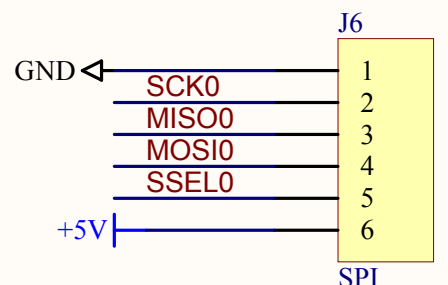 J6
GND 1
SCK0 2
MISO0 3
MOSI0 4
SSEL0 5
+5V 6
SPI